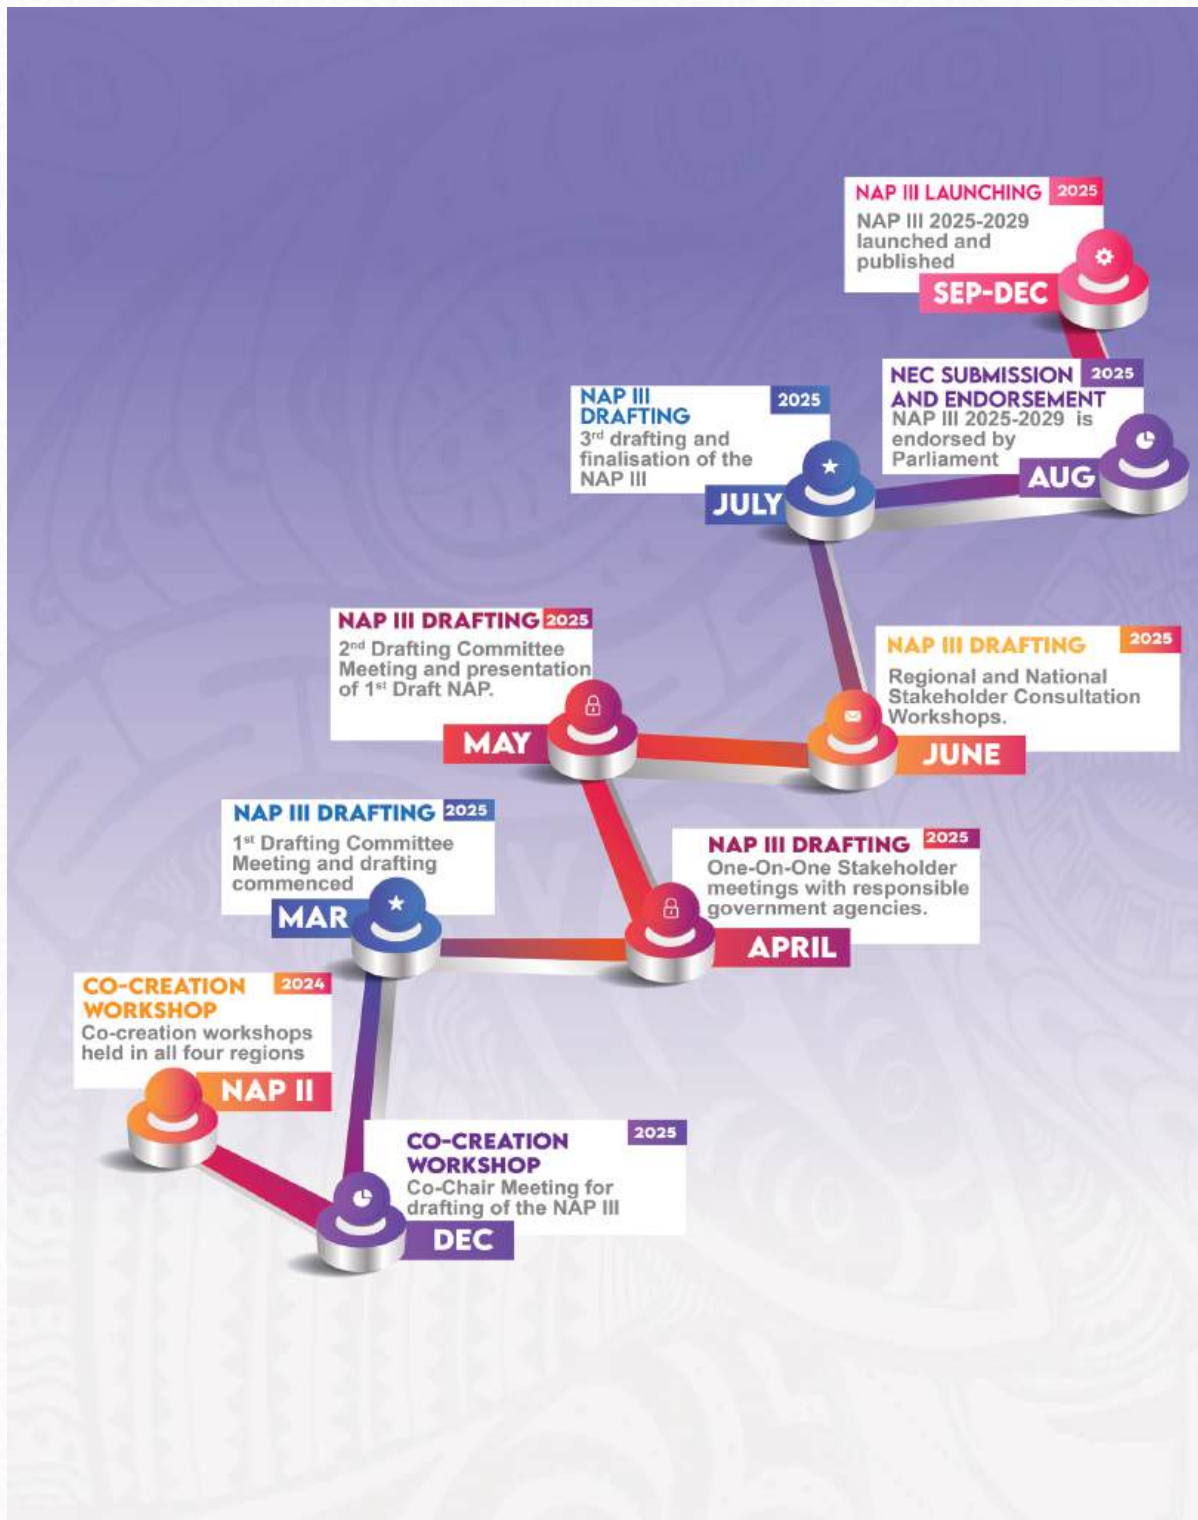 NAP III LAUNCHING 2025
NAP III 2025-2029
launched and
published
SEP-DEC
NEC SUBMISSION 2025
AND ENDORSEMENT
NAP III 2025-2029 is
endorsed by
Parliament
AUG
NAP III 2025
DRAFTING
3rd drafting and
finalisation of the
NAP III
JULY
NAP III DRAFTING 2025
2nd Drafting Committee
Meeting and presentation
of 1st Draft NAP.
MAY
NAP III DRAFTING 2025
Regional and National
Stakeholder Consultation
Workshops.
JUNE
NAP III DRAFTING 2025
1st Drafting Committee
Meeting and drafting
commenced
MAR
NAP III DRAFTING 2025
One-On-One Stakeholder
meetings with responsible
government agencies.
APRIL
CO-CREATION 2024
WORKSHOP
Co-creation workshops
held in all four regions
NAP II
CO-CREATION 2025
WORKSHOP
Co-Chair Meeting for
drafting of the NAP III
DEC